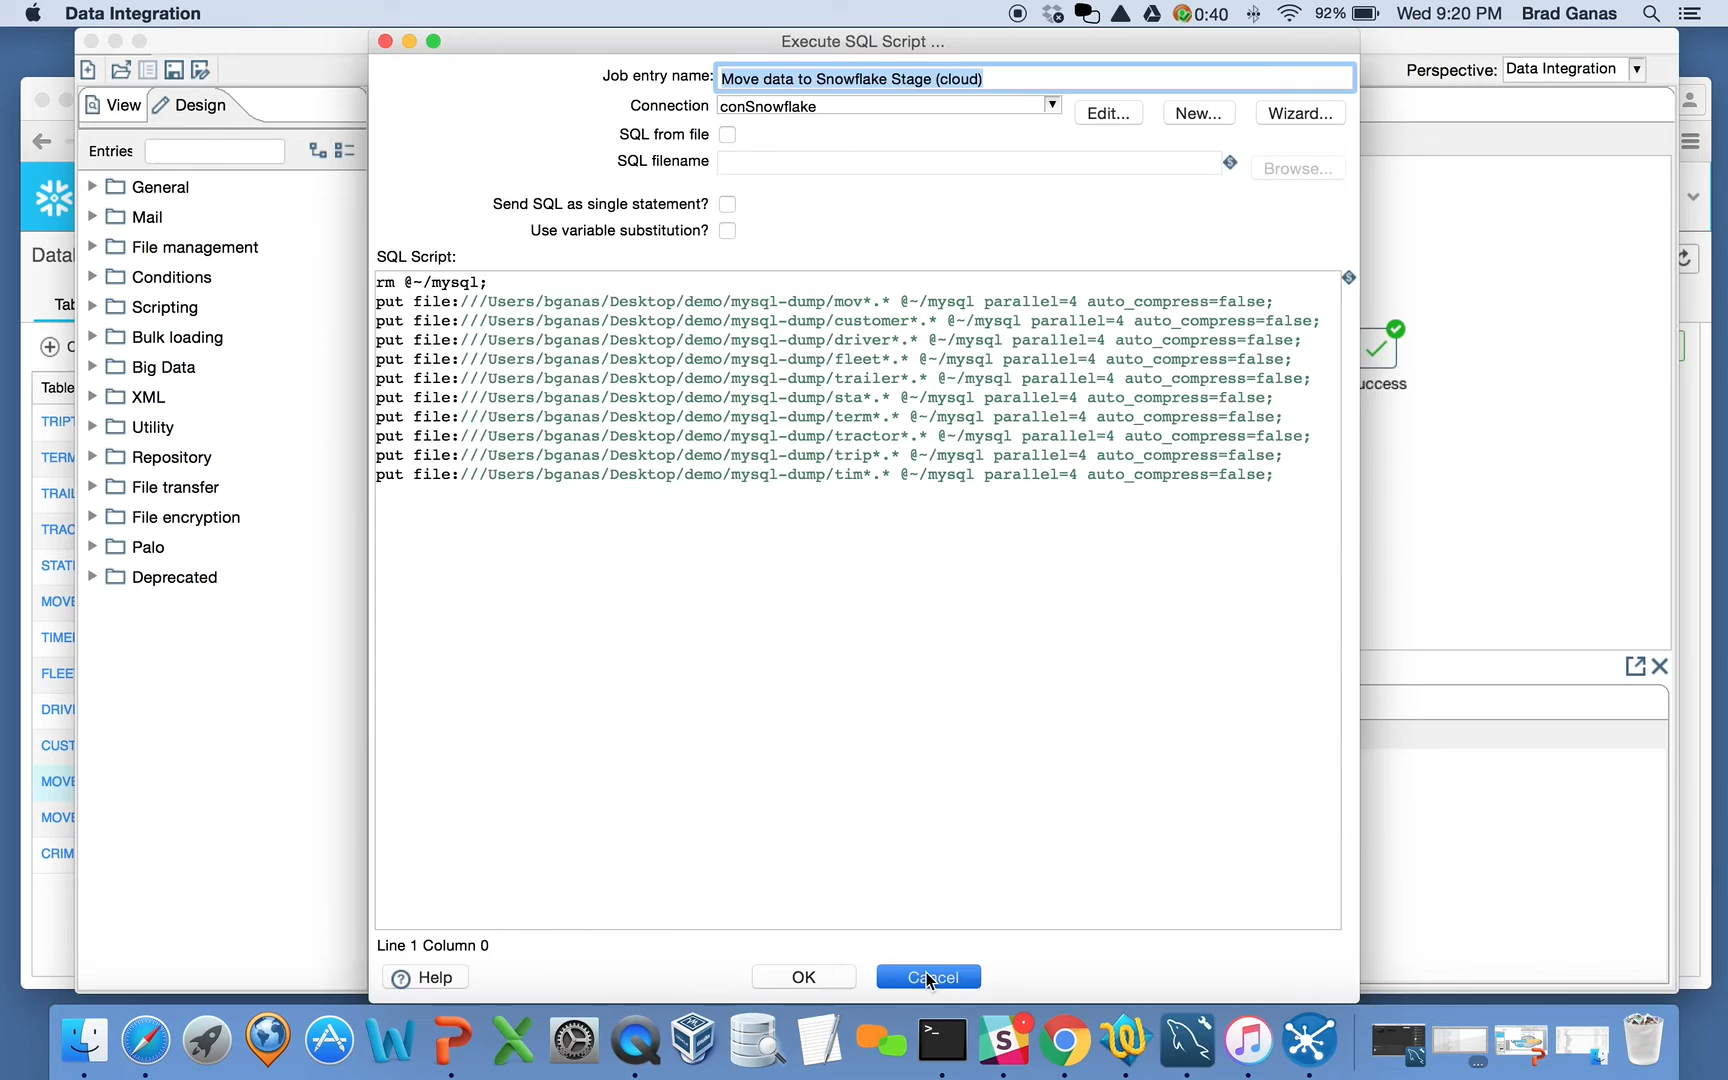 Data Integration
0:40
92%
Wed 9:20 PM
Brad Ganas
Execute SQL Script ...
Perspective:
Data Integration
View
Design
Entries
General
Mail
File management
Conditions
Scripting
Bulk loading
Big Data
XML
Utility
Repository
File transfer
File encryption
Palo
Deprecated
Job entry name:
Move data to Snowflake Stage (cloud)
Connection
conSnowflake
Edit...
New...
Wizard...
SQL from file
SQL filename
Browse...
Send SQL as single statement?
Use variable substitution?
SQL Script:
rm @~/mysql;
put file:///Users/bganas/Desktop/demo/mysql-dump/mov*.* @~/mysql parallel=4 auto_compress=false;
put file:///Users/bganas/Desktop/demo/mysql-dump/customer*.* @~/mysql parallel=4 auto_compress=false;
put file:///Users/bganas/Desktop/demo/mysql-dump/driver*.* @~/mysql parallel=4 auto_compress=false;
put file:///Users/bganas/Desktop/demo/mysql-dump/fleet*.* @~/mysql parallel=4 auto_compress=false;
put file:///Users/bganas/Desktop/demo/mysql-dump/trailer*.* @~/mysql parallel=4 auto_compress=false;
put file:///Users/bganas/Desktop/demo/mysql-dump/sta*.* @~/mysql parallel=4 auto_compress=false;
put file:///Users/bganas/Desktop/demo/mysql-dump/term*.* @~/mysql parallel=4 auto_compress=false;
put file:///Users/bganas/Desktop/demo/mysql-dump/tractor*.* @~/mysql parallel=4 auto_compress=false;
put file:///Users/bganas/Desktop/demo/mysql-dump/trip*.* @~/mysql parallel=4 auto_compress=false;
put file:///Users/bganas/Desktop/demo/mysql-dump/tim*.* @~/mysql parallel=4 auto_compress=false;
Line 1 Column 0
Help
OK
Cancel
Datal
Tab
C
Table
TRIPT
TERM
TRAIL
TRAC
STATI
MOVE
TIMEI
FLEE
DRIVI
CUST
MOVE
MOVE
CRIM
uccess